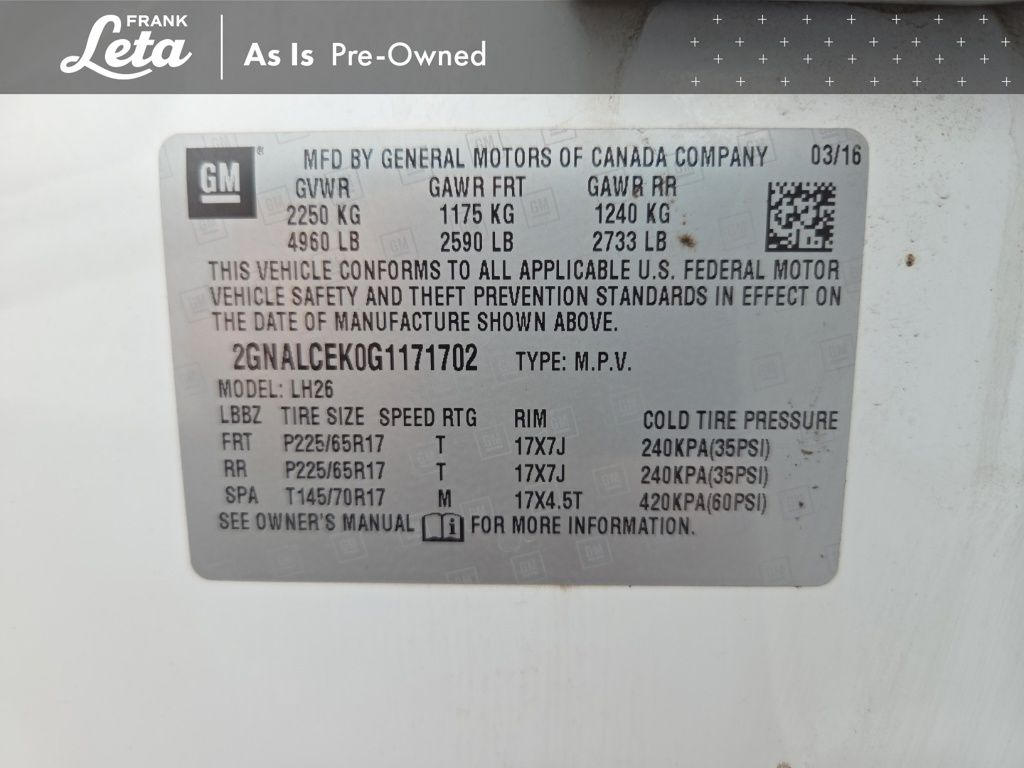 FRANK
Leta
As Is Pre-Owned
GM
MFD BY GENERAL MOTORS OF CANADA COMPANY 03/16
GVWR GAWR FRT GAWR RR
2250 KG 1175 KG 1240 KG
4960 LB 2590 LB 2733 LB
THIS VEHICLE CONFORMS TO ALL APPLICABLE U.S. FEDERAL MOTOR
VEHICLE SAFETY AND THEFT PREVENTION STANDARDS IN EFFECT ON
THE DATE OF MANUFACTURE SHOWN ABOVE.
2GNALCEK0G1171702 TYPE: M.P.V.
MODEL: LH26
LBBZ TIRE SIZE SPEED RTG RIM COLD TIRE PRESSURE
FRT P225/65R17 T 17X7J 240KPA(35PSI)
RR P225/65R17 T 17X7J 240KPA(35PSI)
SPA T145/70R17 M 17X4.5T 420KPA(60PSI)
SEE OWNER'S MANUAL i FOR MORE INFORMATION.